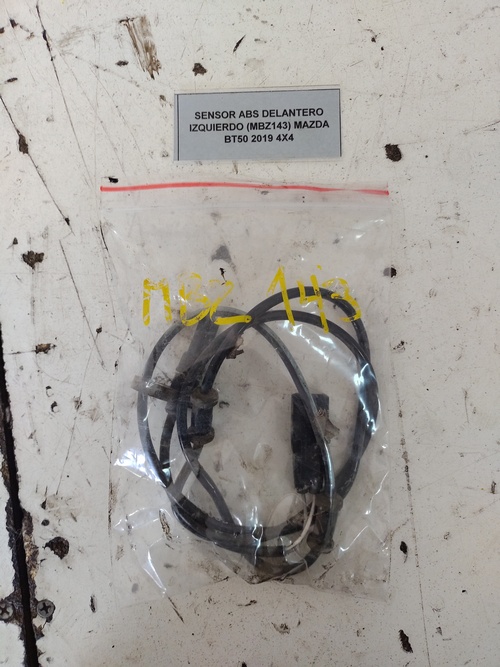 SENSOR ABS DELANTERO
IZQUIERDO (MBZ143) MAZDA
BT50 2019 4X4
MBZ 143